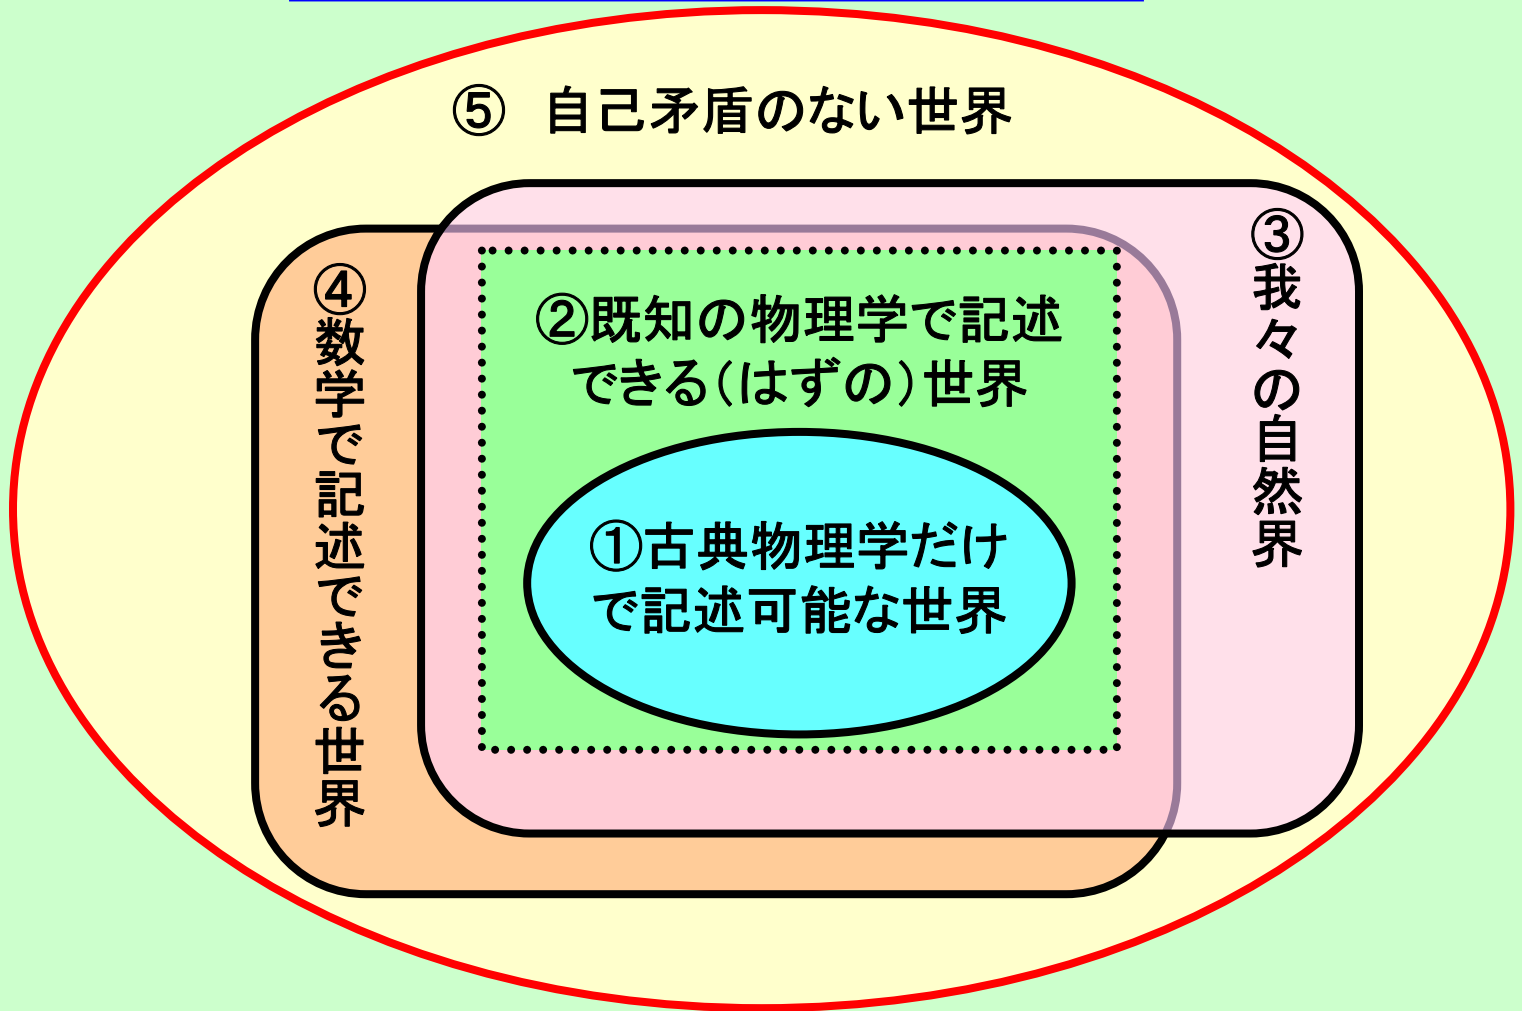 ⑤　自己矛盾のない世界
③我々の自然界
④数学で記述できる世界
②既知の物理学で記述
できる（はずの）世界
①古典物理学だけ
で記述可能な世界